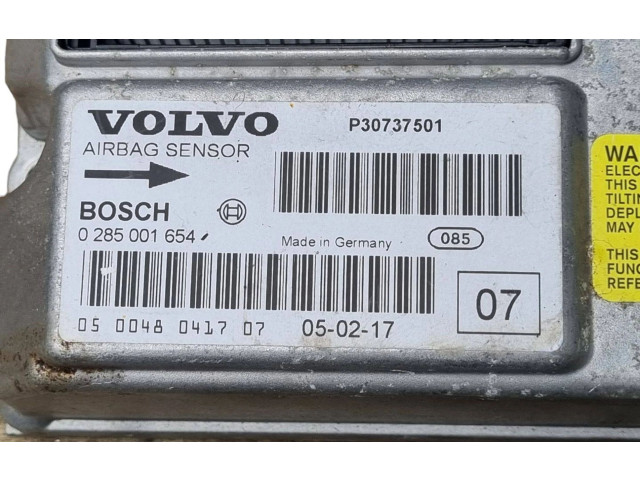 VOLVO
P30737501
AIRBAG SENSOR
BOSCH
0 285 001 654
Made in Germany
085
05 0048 0417 07
05-02-17
07
WA
ELEC
THIS
TILTIN
DEPL
MAY
THIS
FUNC
REFE